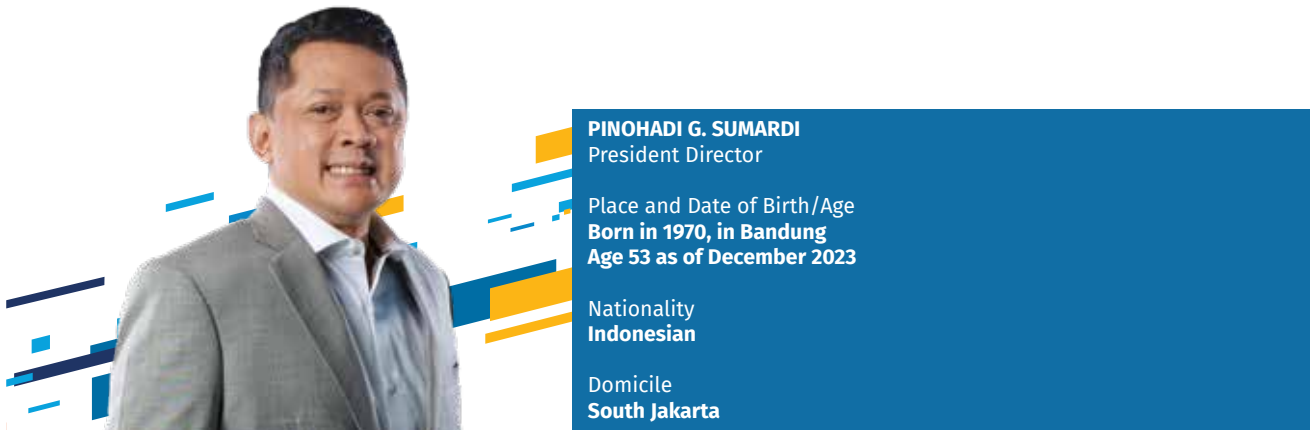 PINOHADI G. SUMARDI
President Director
Place and Date of Birth/Age
Born in 1970, in Bandung
Age 53 as of December 2023
Nationality
Indonesian
Domicile
South Jakarta